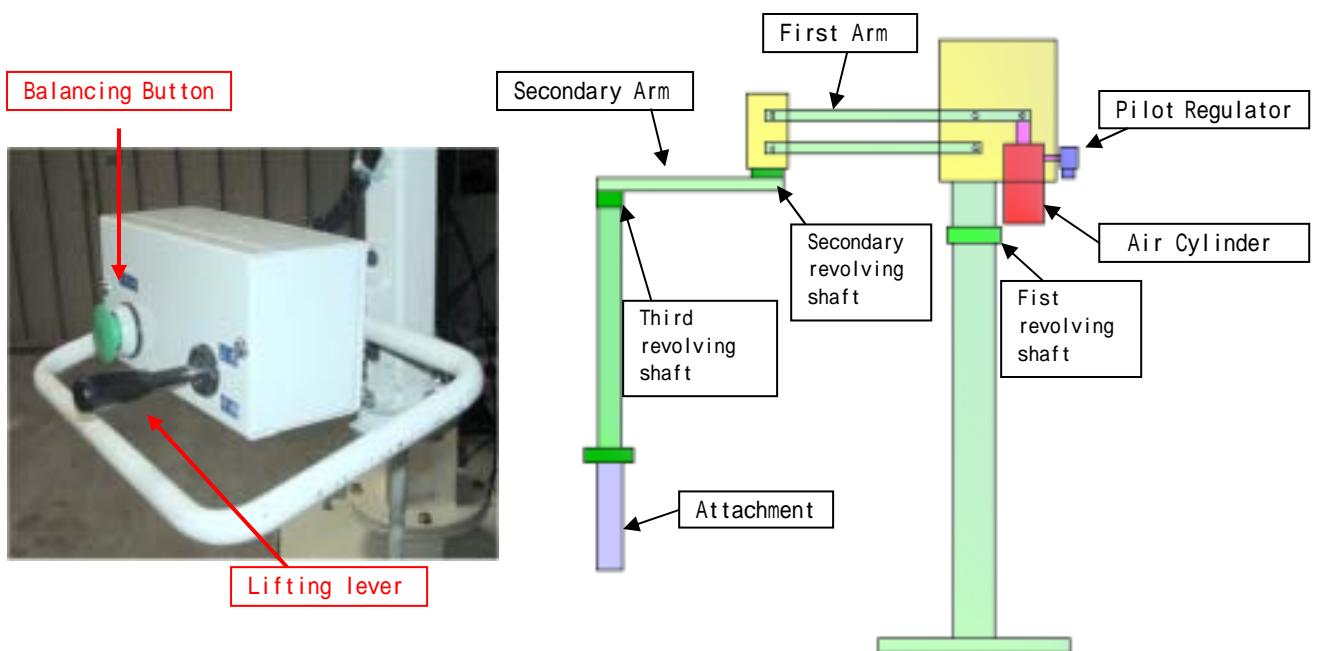 First Arm
Balancing Button
Secondary Arm
Pilot Regulator
Secondary
revolving
shaft
Air Cylinder
Third
revolving
shaft
Fist
revolving
shaft
Attachment
Lifting lever